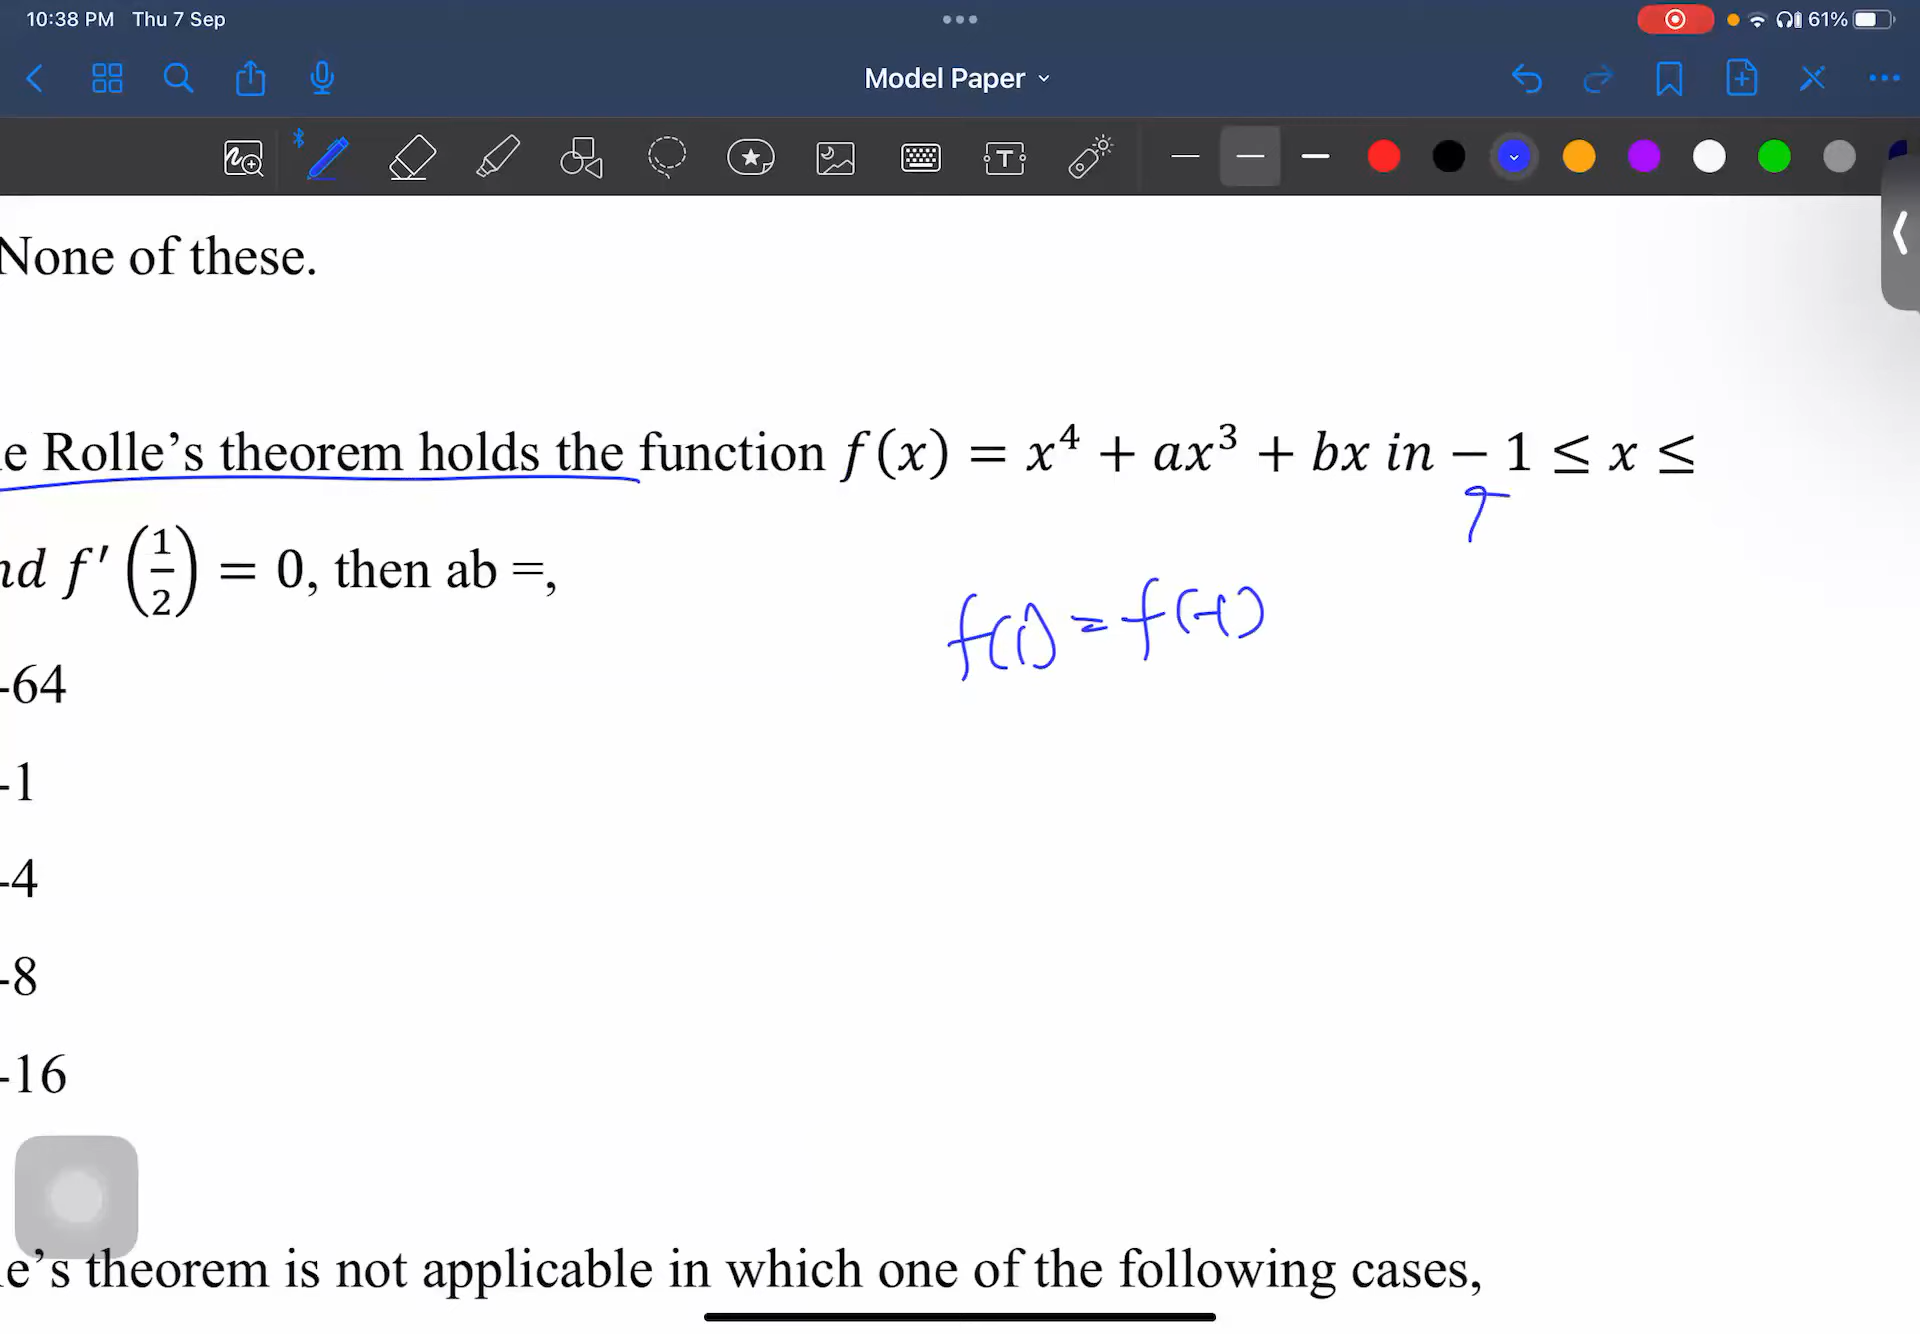 10:38 PM Thu 7 Sep
61%
Model Paper
T
None of these.
e Rolle’s theorem holds the function f(x) = x⁴ + ax³ + bx in − 1 ≤ x ≤
nd f′(1/2) = 0, then ab =,
f(1) = f(-1)
-64
-1
-4
-8
-16
e’s theorem is not applicable in which one of the following cases,